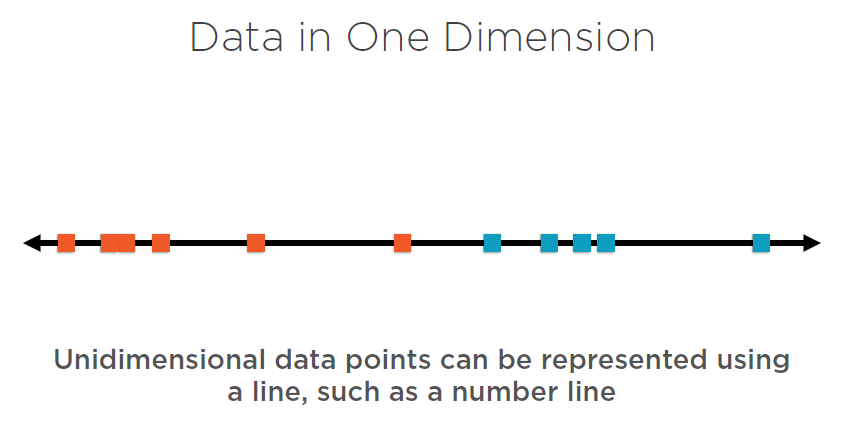 Data in One Dimension
Unidimensional data points can be represented using
a line, such as a number line